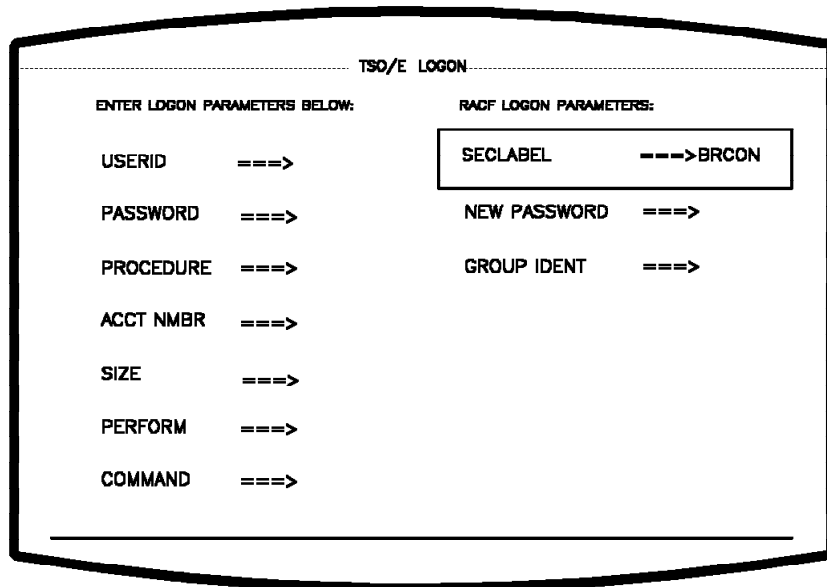 TSO/E LOGON
ENTER LOGON PARAMETERS BELOW:
RACF LOGON PARAMETERS:
USERID ===>
SECLABEL ===>BRCON
PASSWORD ===>
NEW PASSWORD ===>
PROCEDURE ===>
GROUP IDENT ===>
ACCT NMBR ===>
SIZE ===>
PERFORM ===>
COMMAND ===>